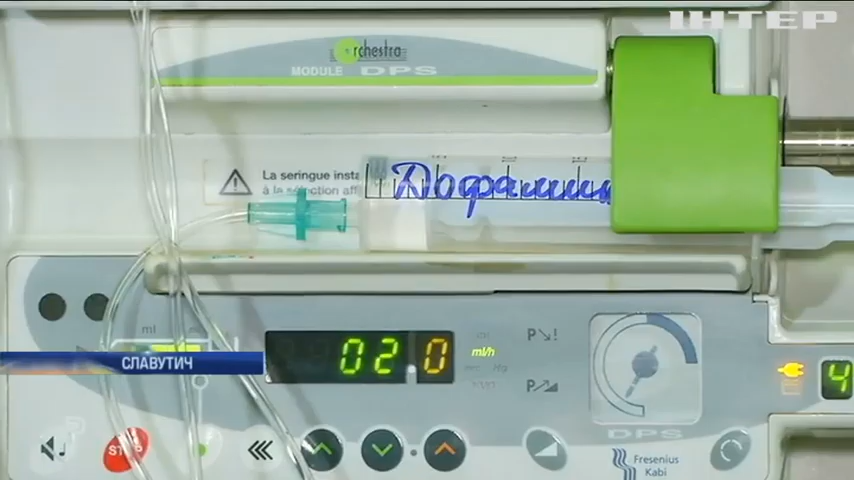 ІНТЕР
Orchestra
MODULE DPS
La seringue insta
à la sélection aff
Дофамин
ml
СЛАВУТИЧ
02.0
ml/h
P
P
4
STOP
DPS
Fresenius
Kabi